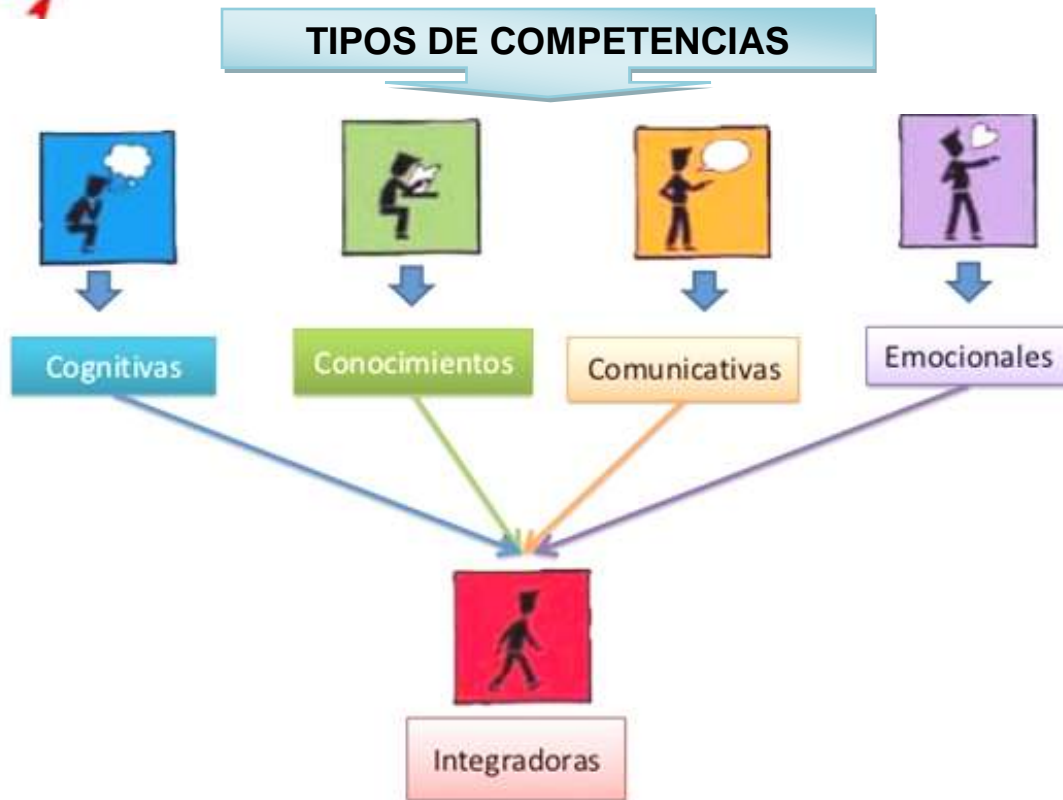 TIPOS DE COMPETENCIAS
Cognitivas
Conocimientos
Comunicativas
Emocionales
Integradoras